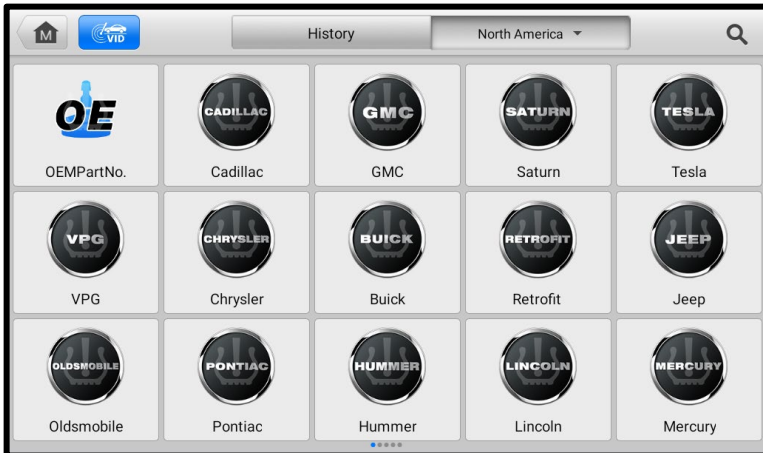 M
VID
History
North America
OE
CADILLAC
GMC
SATURN
TESLA
OEMPartNo.
Cadillac
GMC
Saturn
Tesla
VPG
CHRYSLER
BUICK
RETROFIT
JEEP
VPG
Chrysler
Buick
Retrofit
Jeep
OLDSMOBILE
PONTIAC
HUMMER
LINCOLN
MERCURY
Oldsmobile
Pontiac
Hummer
Lincoln
Mercury